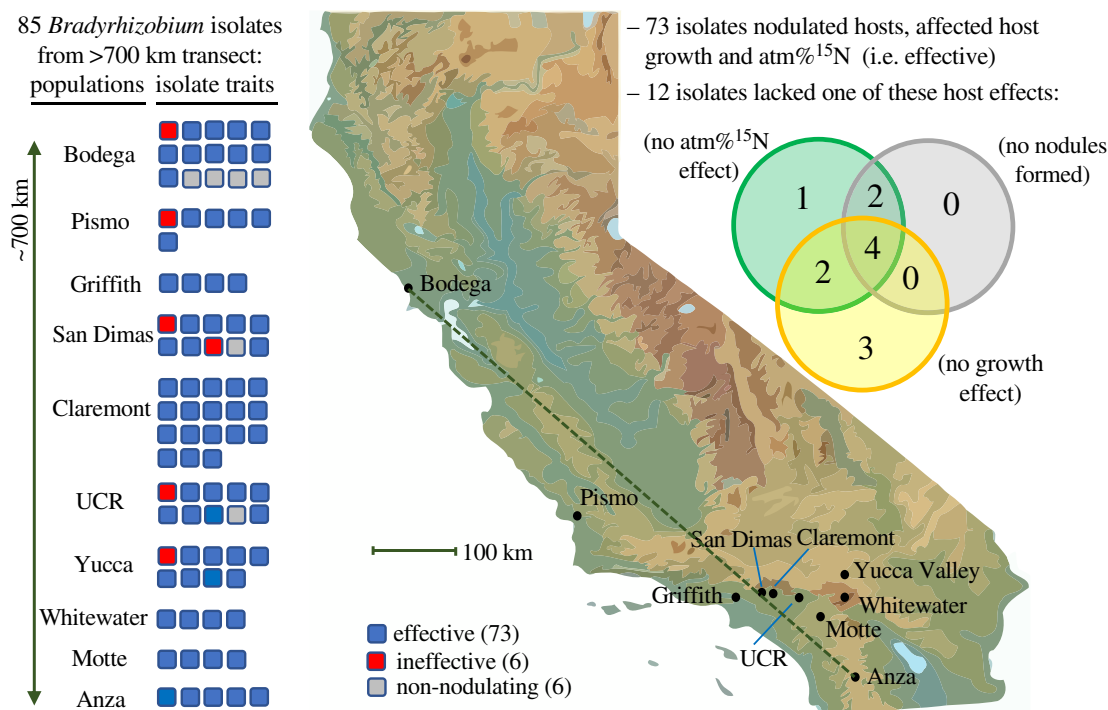 85 Bradyrhizobium isolates
from >700 km transect:
populations isolate traits
~700 km
Bodega
Pismo
Griffith
San Dimas
Claremont
UCR
Yucca
Whitewater
Motte
Anza
– 73 isolates nodulated hosts, affected host
growth and atm%¹⁵N (i.e. effective)
– 12 isolates lacked one of these host effects:
(no atm%¹⁵N
effect)
(no nodules
formed)
1
2
0
4
2
0
3
(no growth
effect)
Bodega
Pismo
100 km
San Dimas Claremont
Yucca Valley
Griffith
Whitewater
Motte
UCR
Anza
effective (73)
ineffective (6)
non-nodulating (6)